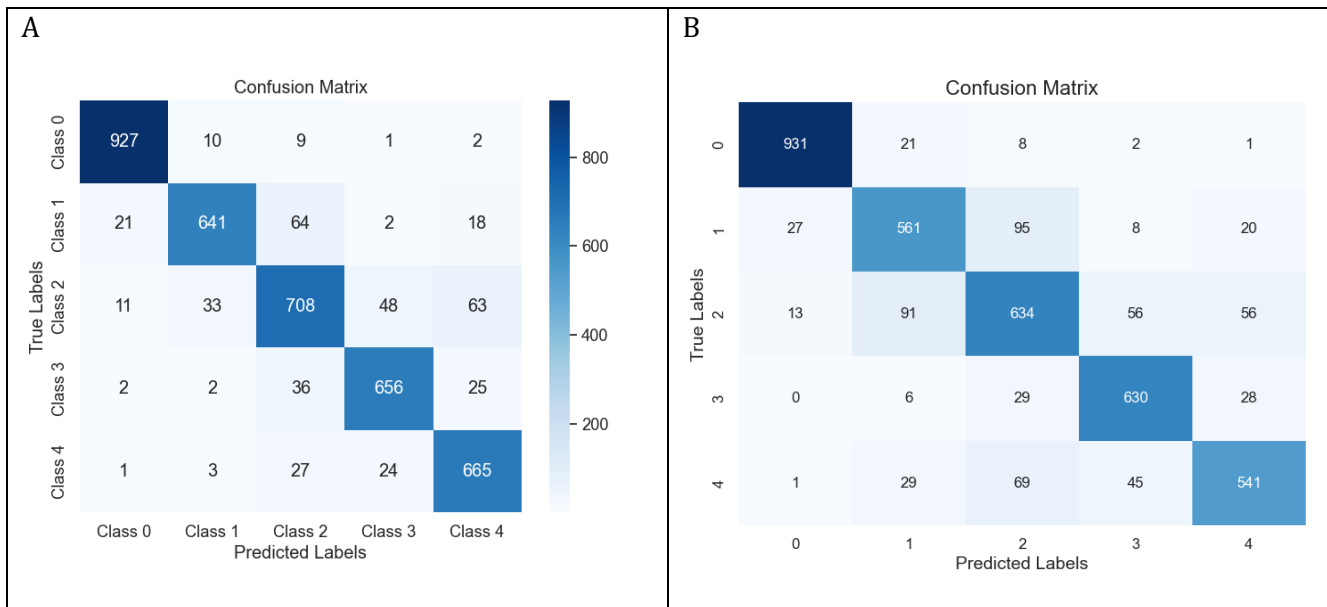 A
Confusion Matrix
Class 0 927 10 9 1 2
Class 1 21 641 64 2 18
Class 2 11 33 708 48 63
Class 3 2 2 36 656 25
Class 4 1 3 27 24 665
Class 0 Class 1 Class 2 Class 3 Class 4
Predicted Labels
True Labels
800
600
400
200
B
Confusion Matrix
0 931 21 8 2 1
1 27 561 95 8 20
2 13 91 634 56 56
3 0 6 29 630 28
4 1 29 69 45 541
0 1 2 3 4
Predicted Labels
True Labels